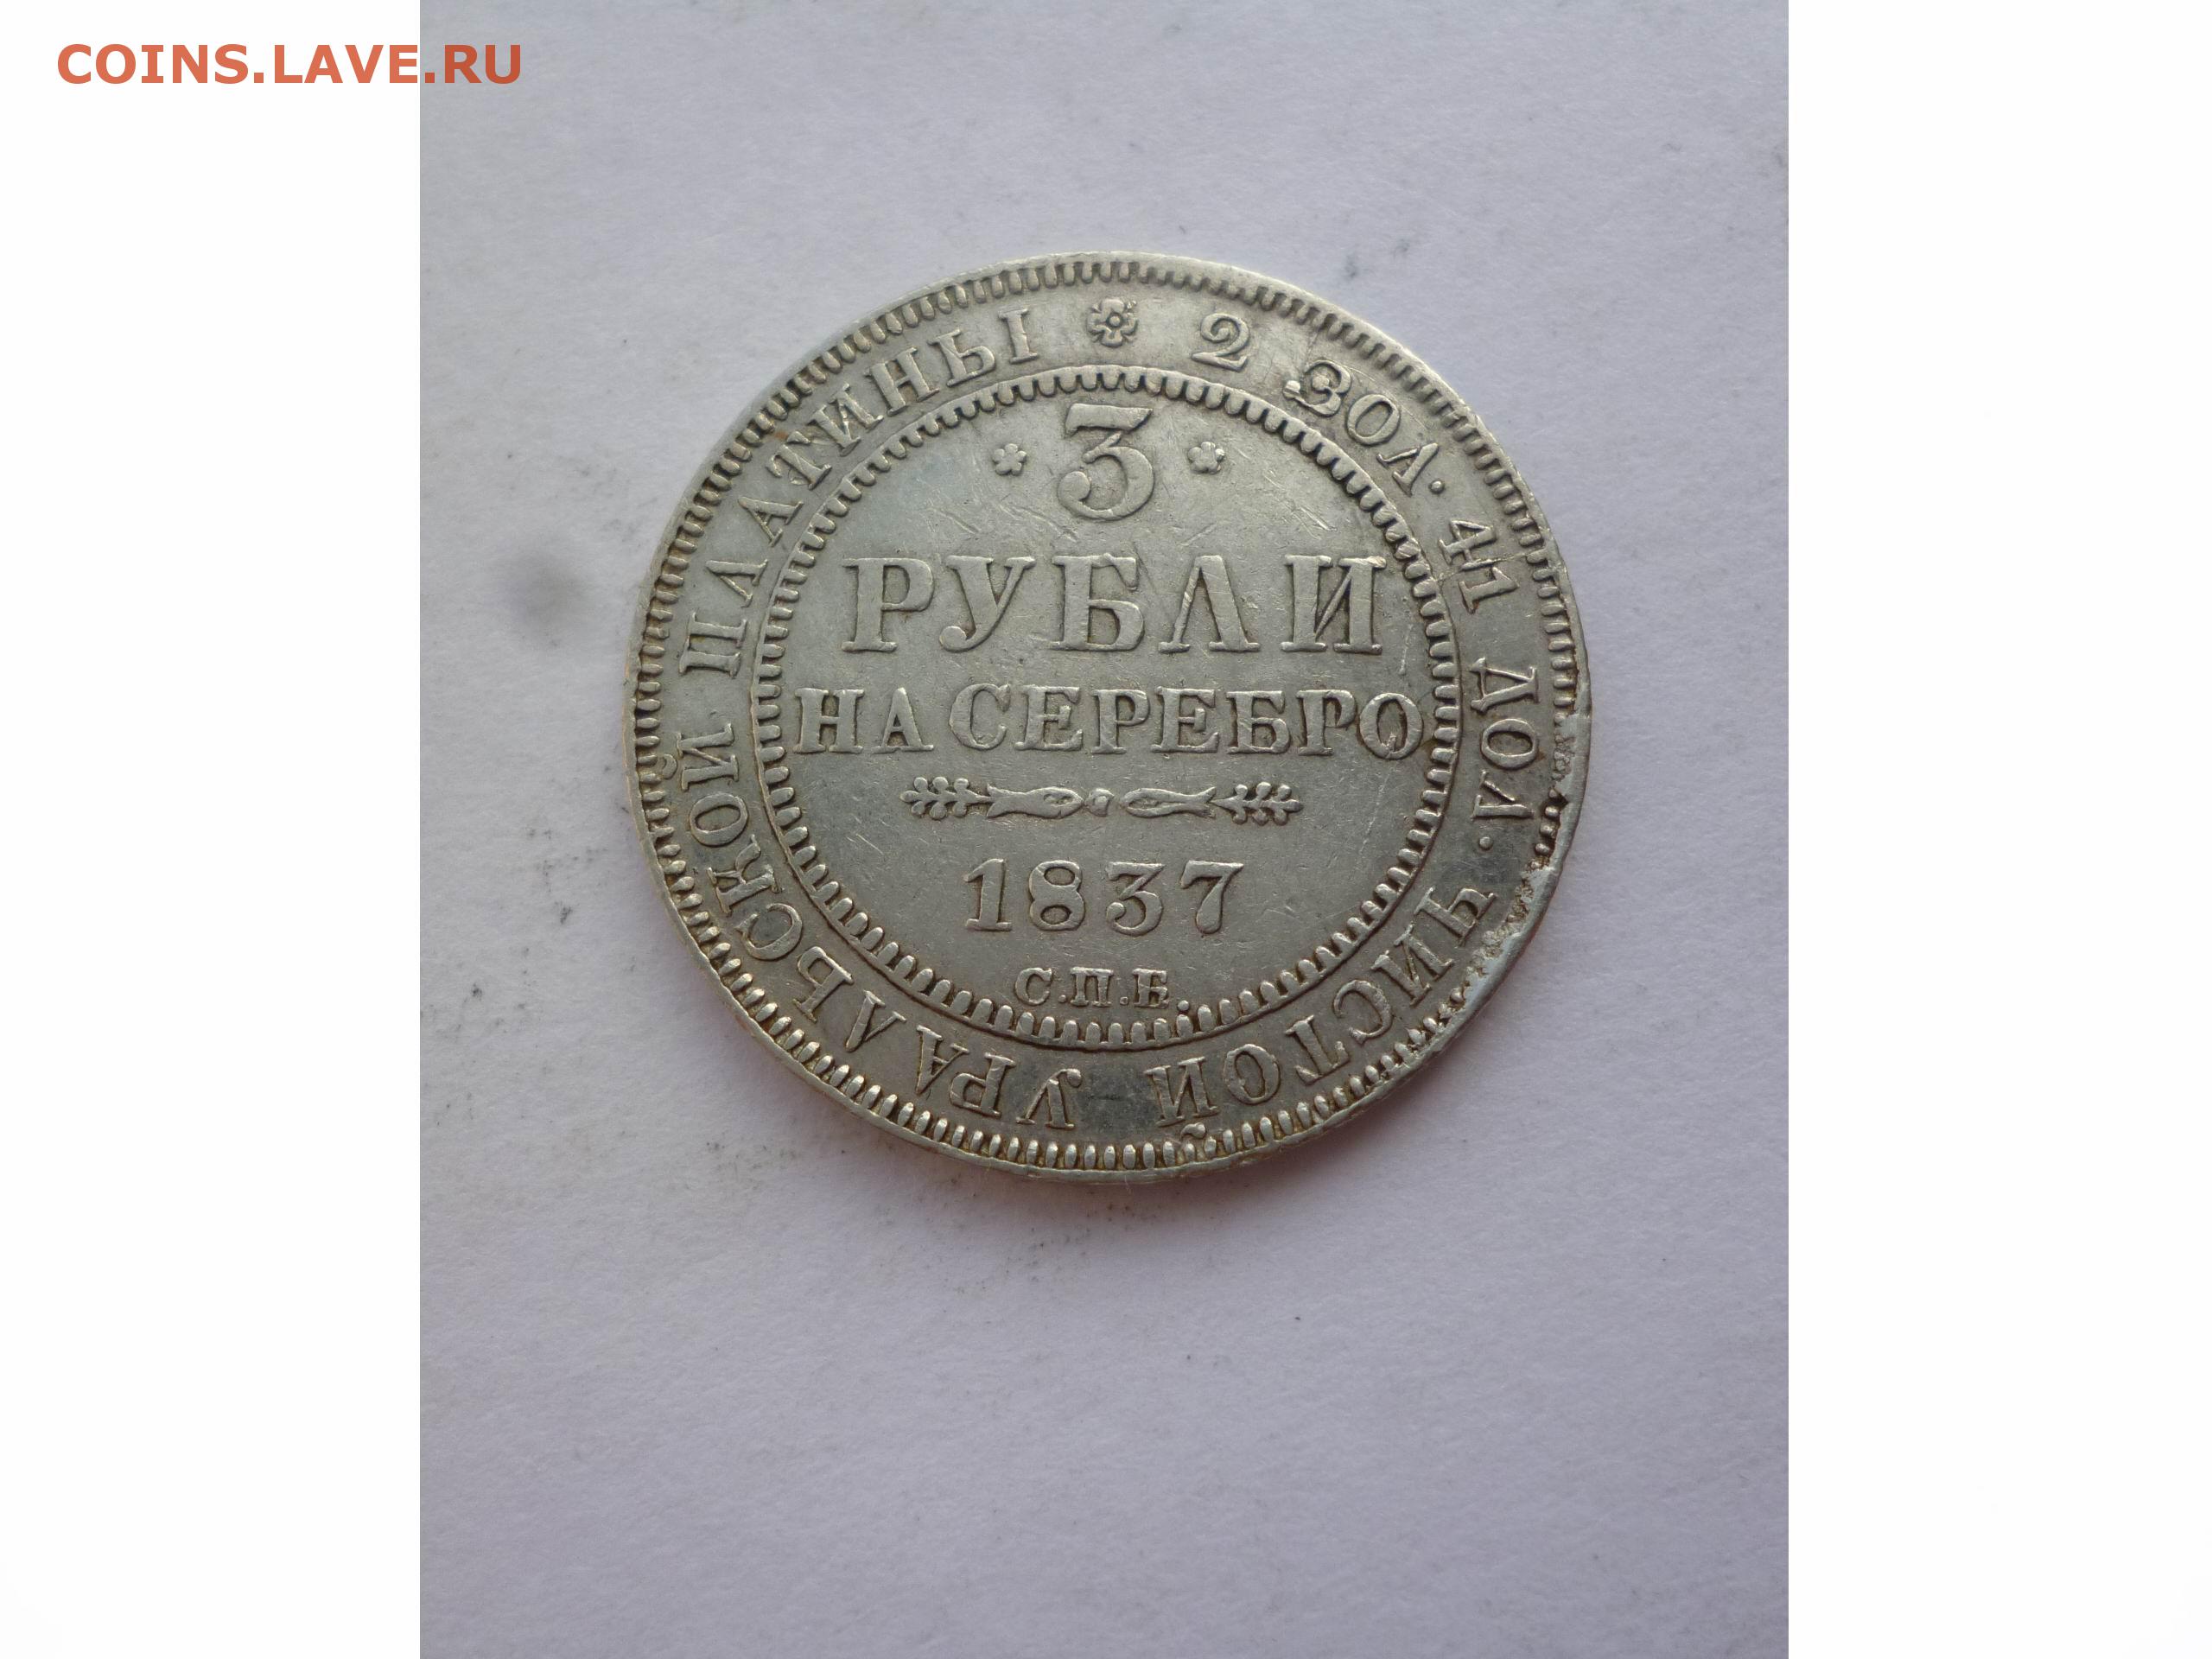 COINS.LAVE.RU
2 ЗОЛ. 41 ДОЛ. ЧИСТОЙ УРАЛЬСКОЙ ПЛАТИНЫ
3
РУБЛИ
НА СЕРЕБРО
1837
С.П.Б.